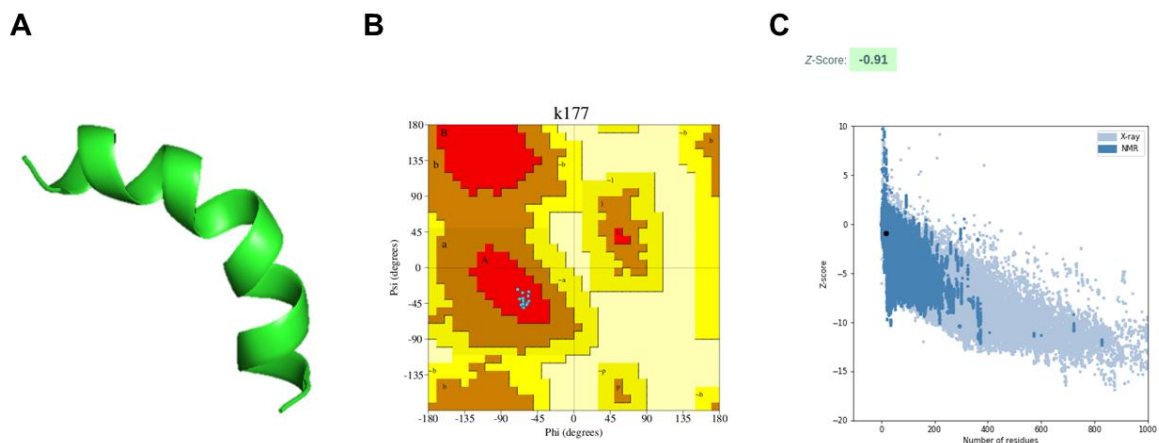 A
B
C
Z-Score: -0.91
k177
180
135
90
45
0
-45
-90
-135
-180 -135 -90 -45 0 45 90 135 180
Psi (degrees)
Phi (degrees)
B
b
a
A
~b
~l
l
b
~b
~a
~b
b
~p
p
~b
10
5
0
-5
-10
-15
-20
0 200 400 600 800 1000
Z-score
Number of residues
X-ray
NMR